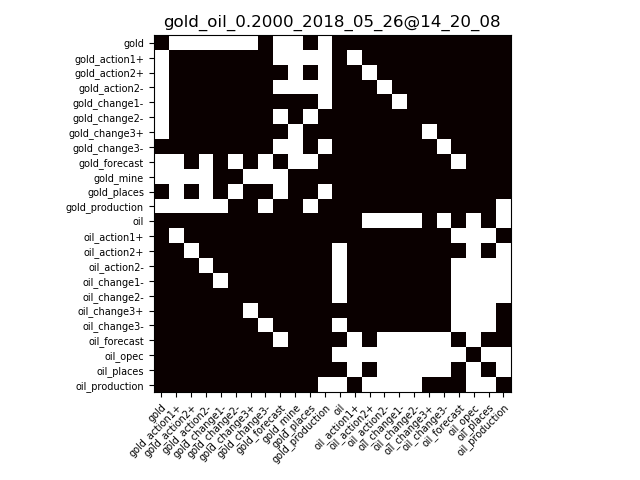 gold_oil_0.2000_2018_05_26@14_20_08
gold
gold_action1+
gold_action2+
gold_action2-
gold_change1-
gold_change2-
gold_change3+
gold_change3-
gold_forecast
gold_mine
gold_places
gold_production
oil
oil_action1+
oil_action2+
oil_action2-
oil_change1-
oil_change2-
oil_change3+
oil_change3-
oil_forecast
oil_opec
oil_places
oil_production
gold
gold_action1+
gold_action2+
gold_action2-
gold_change1-
gold_change2-
gold_change3+
gold_change3-
gold_forecast
gold_mine
gold_places
gold_production
oil
oil_action1+
oil_action2+
oil_action2-
oil_change1-
oil_change2-
oil_change3+
oil_change3-
oil_forecast
oil_opec
oil_places
oil_production